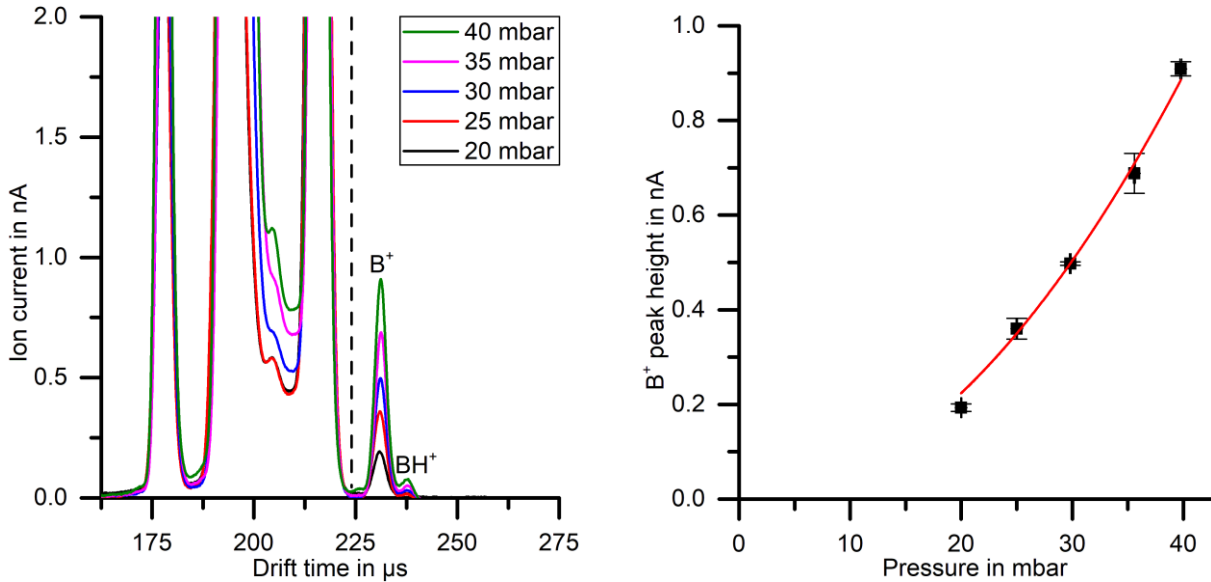 2.0
1.5
1.0
0.5
0.0
Ion current in nA
175
200
225
250
275
Drift time in µs
40 mbar
35 mbar
30 mbar
25 mbar
20 mbar
B⁺
BH⁺
1.0
0.8
0.6
0.4
0.2
0.0
B⁺ peak height in nA
0
10
20
30
40
Pressure in mbar